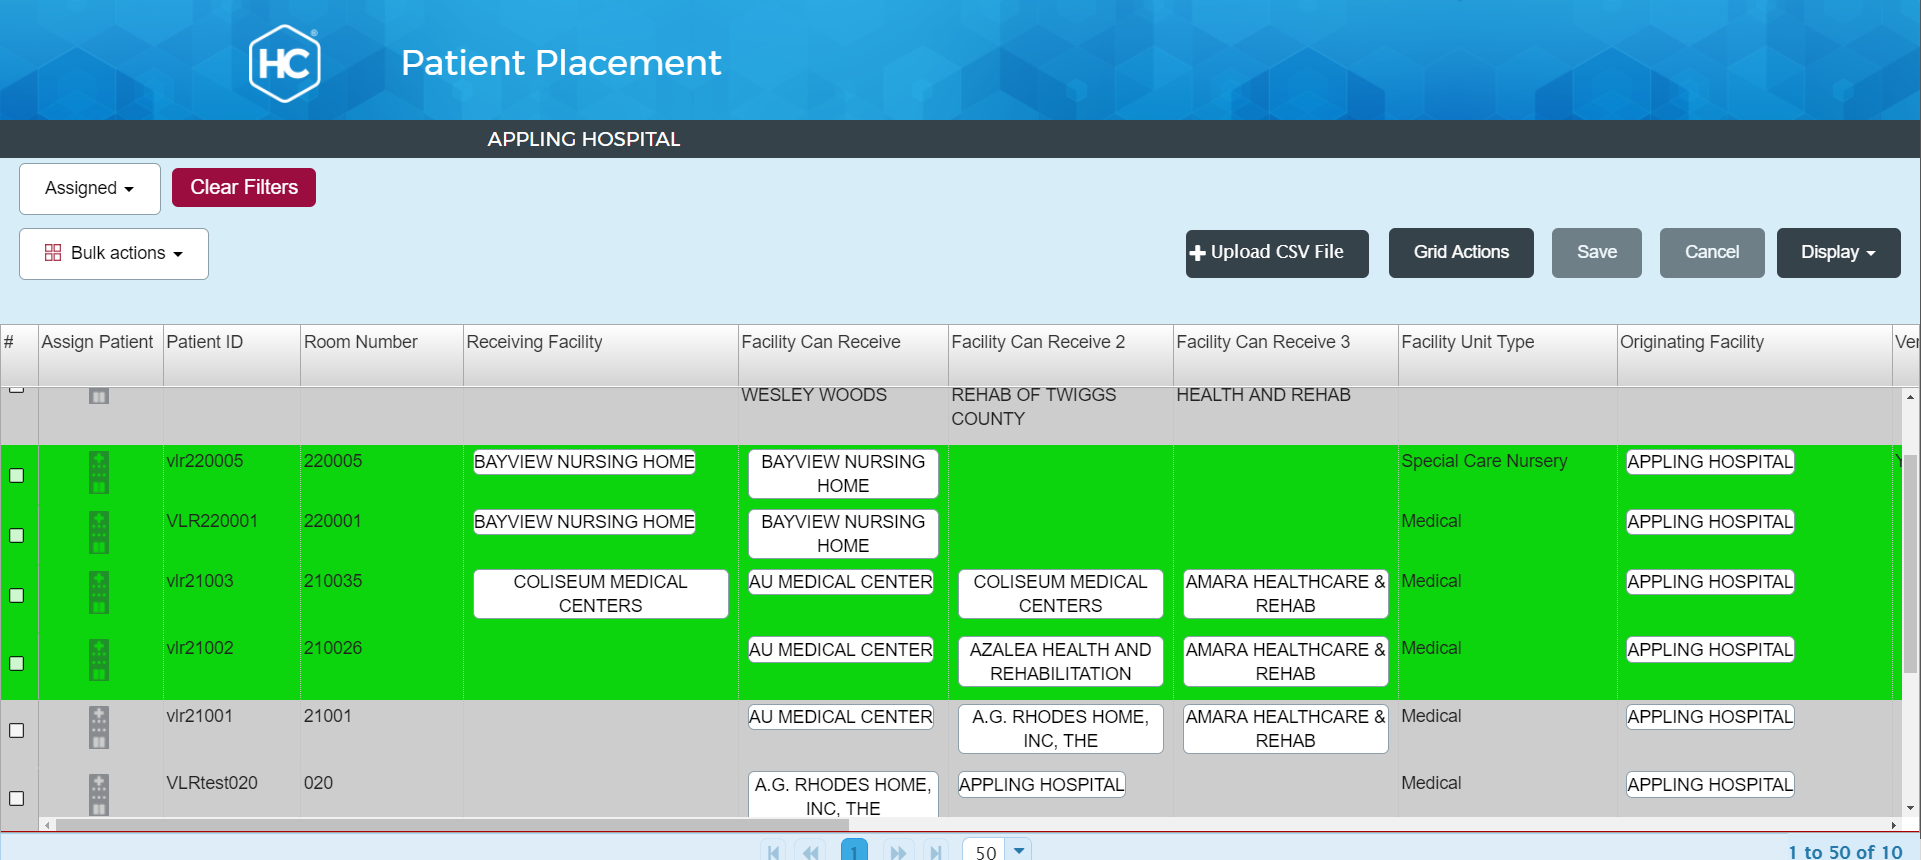 HC®
Patient Placement
APPLING HOSPITAL
Assigned
Clear Filters
Bulk actions
Upload CSV File
Grid Actions
Save
Cancel
Display
# Assign Patient Patient ID Room Number Receiving Facility Facility Can Receive Facility Can Receive 2 Facility Can Receive 3 Facility Unit Type Originating Facility Ver
WESLEY WOODS REHAB OF TWIGGS HEALTH AND REHAB
COUNTY
vlr220005 220005 BAYVIEW NURSING HOME BAYVIEW NURSING Special Care Nursery APPLING HOSPITAL Y
HOME
VLR220001 220001 BAYVIEW NURSING HOME BAYVIEW NURSING Medical APPLING HOSPITAL
HOME
vlr21003 210035 COLISEUM MEDICAL AU MEDICAL CENTER COLISEUM MEDICAL AMARA HEALTHCARE & Medical APPLING HOSPITAL
CENTERS CENTERS REHAB
vlr21002 210026 AU MEDICAL CENTER AZALEA HEALTH AND AMARA HEALTHCARE & Medical APPLING HOSPITAL
REHABILITATION REHAB
vlr21001 21001 AU MEDICAL CENTER A.G. RHODES HOME, AMARA HEALTHCARE & Medical APPLING HOSPITAL
INC, THE REHAB
VLRtest020 020 A.G. RHODES HOME, APPLING HOSPITAL Medical APPLING HOSPITAL
INC, THE
1 50 1 to 50 of 10